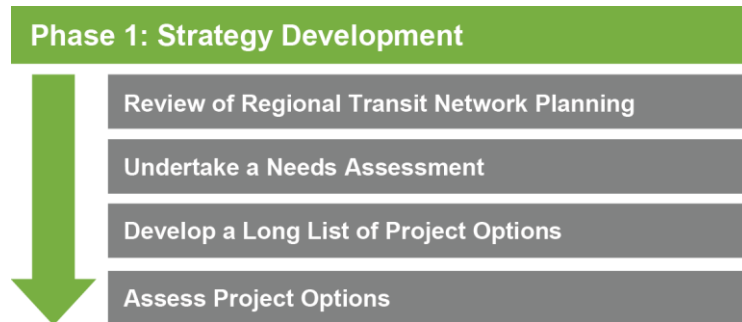 Phase 1: Strategy Development
Review of Regional Transit Network Planning
Undertake a Needs Assessment
Develop a Long List of Project Options
Assess Project Options